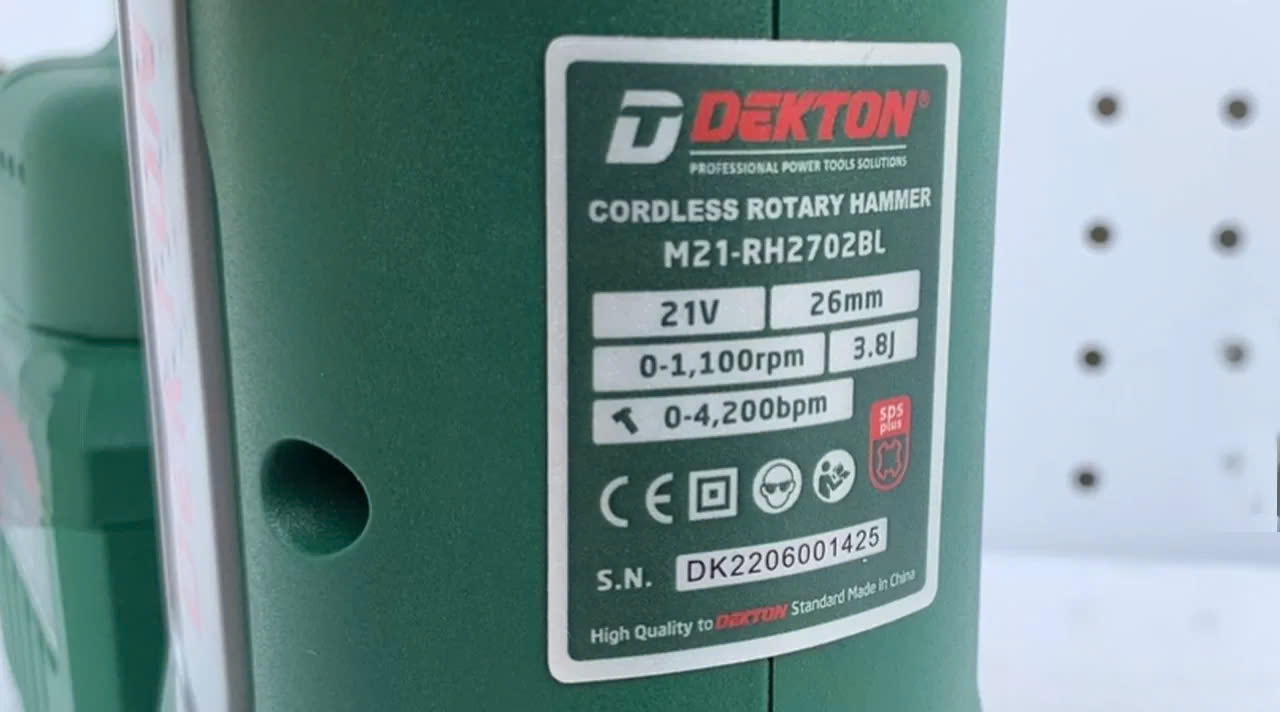 DEKTON®
PROFESSIONAL POWER TOOLS SOLUTIONS
CORDLESS ROTARY HAMMER
M21-RH2702BL
21V 26mm
0-1,100rpm 3.8J
0-4,200bpm
sps
plus
CE
S.N. DK2206001425
High Quality to DEKTON Standard Made in China